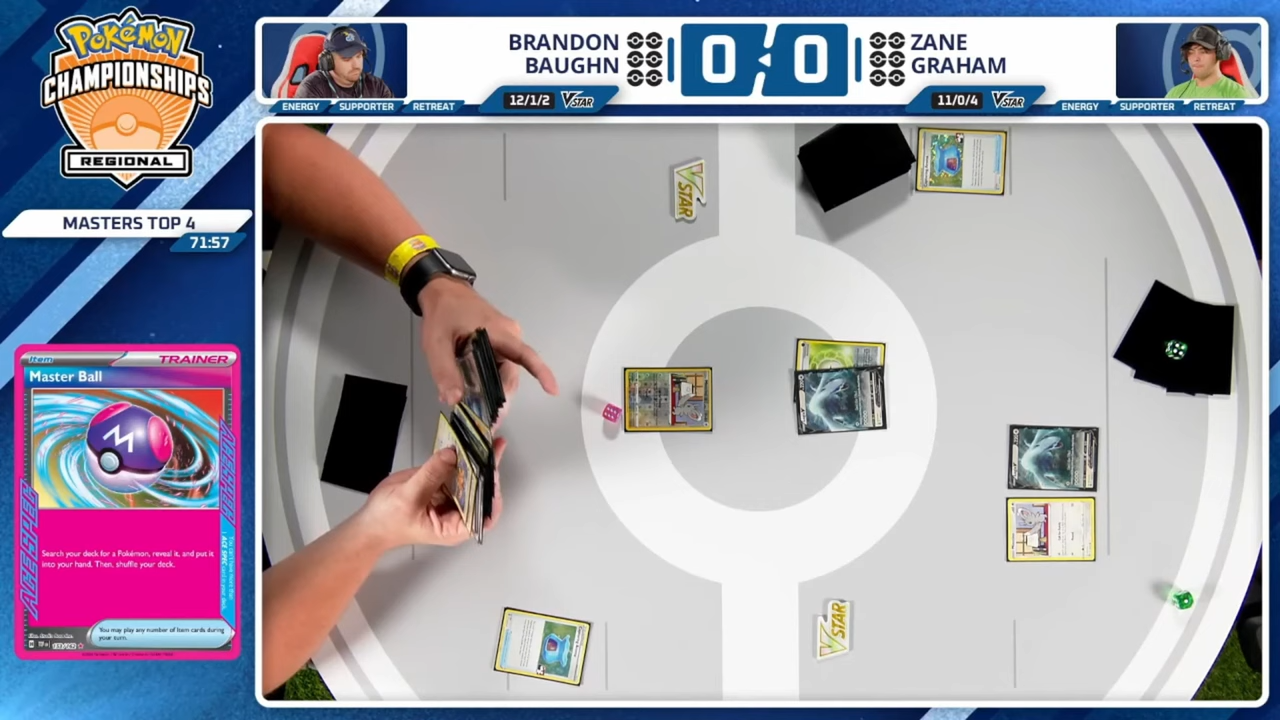 POKéMON
CHAMPIONSHIPS
REGIONAL
MASTERS TOP 4
71:57
BRANDON
BAUGHN
0 0
ZANE
GRAHAM
ENERGY SUPPORTER RETREAT
12/1/2 VSTAR
11/0/4 VSTAR
ENERGY SUPPORTER RETREAT
VSTAR
VSTAR
Item TRAINER
Master Ball
M
ACE SPEC
Search your deck for a Pokémon, reveal it, and put it
into your hand. Then, shuffle your deck.
You may play any number of Item cards during
your turn.